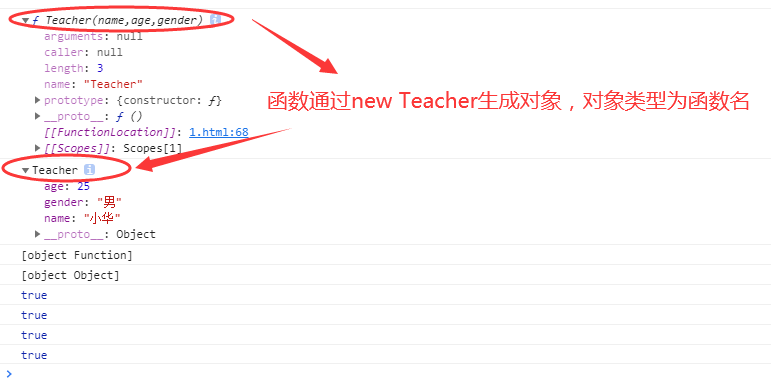 ▼ƒ Teacher(name,age,gender) i
arguments: null
caller: null
length: 3
name: "Teacher"
▶prototype: {constructor: ƒ}
▶__proto__: ƒ ()
[[FunctionLocation]]: 1.html:68
▶[[Scopes]]: Scopes[1]
函数通过new Teacher生成对象，对象类型为函数名
▼Teacher i
age: 25
gender: "男"
name: "小华"
▶__proto__: Object
[object Function]
[object Object]
true
true
true
true
>